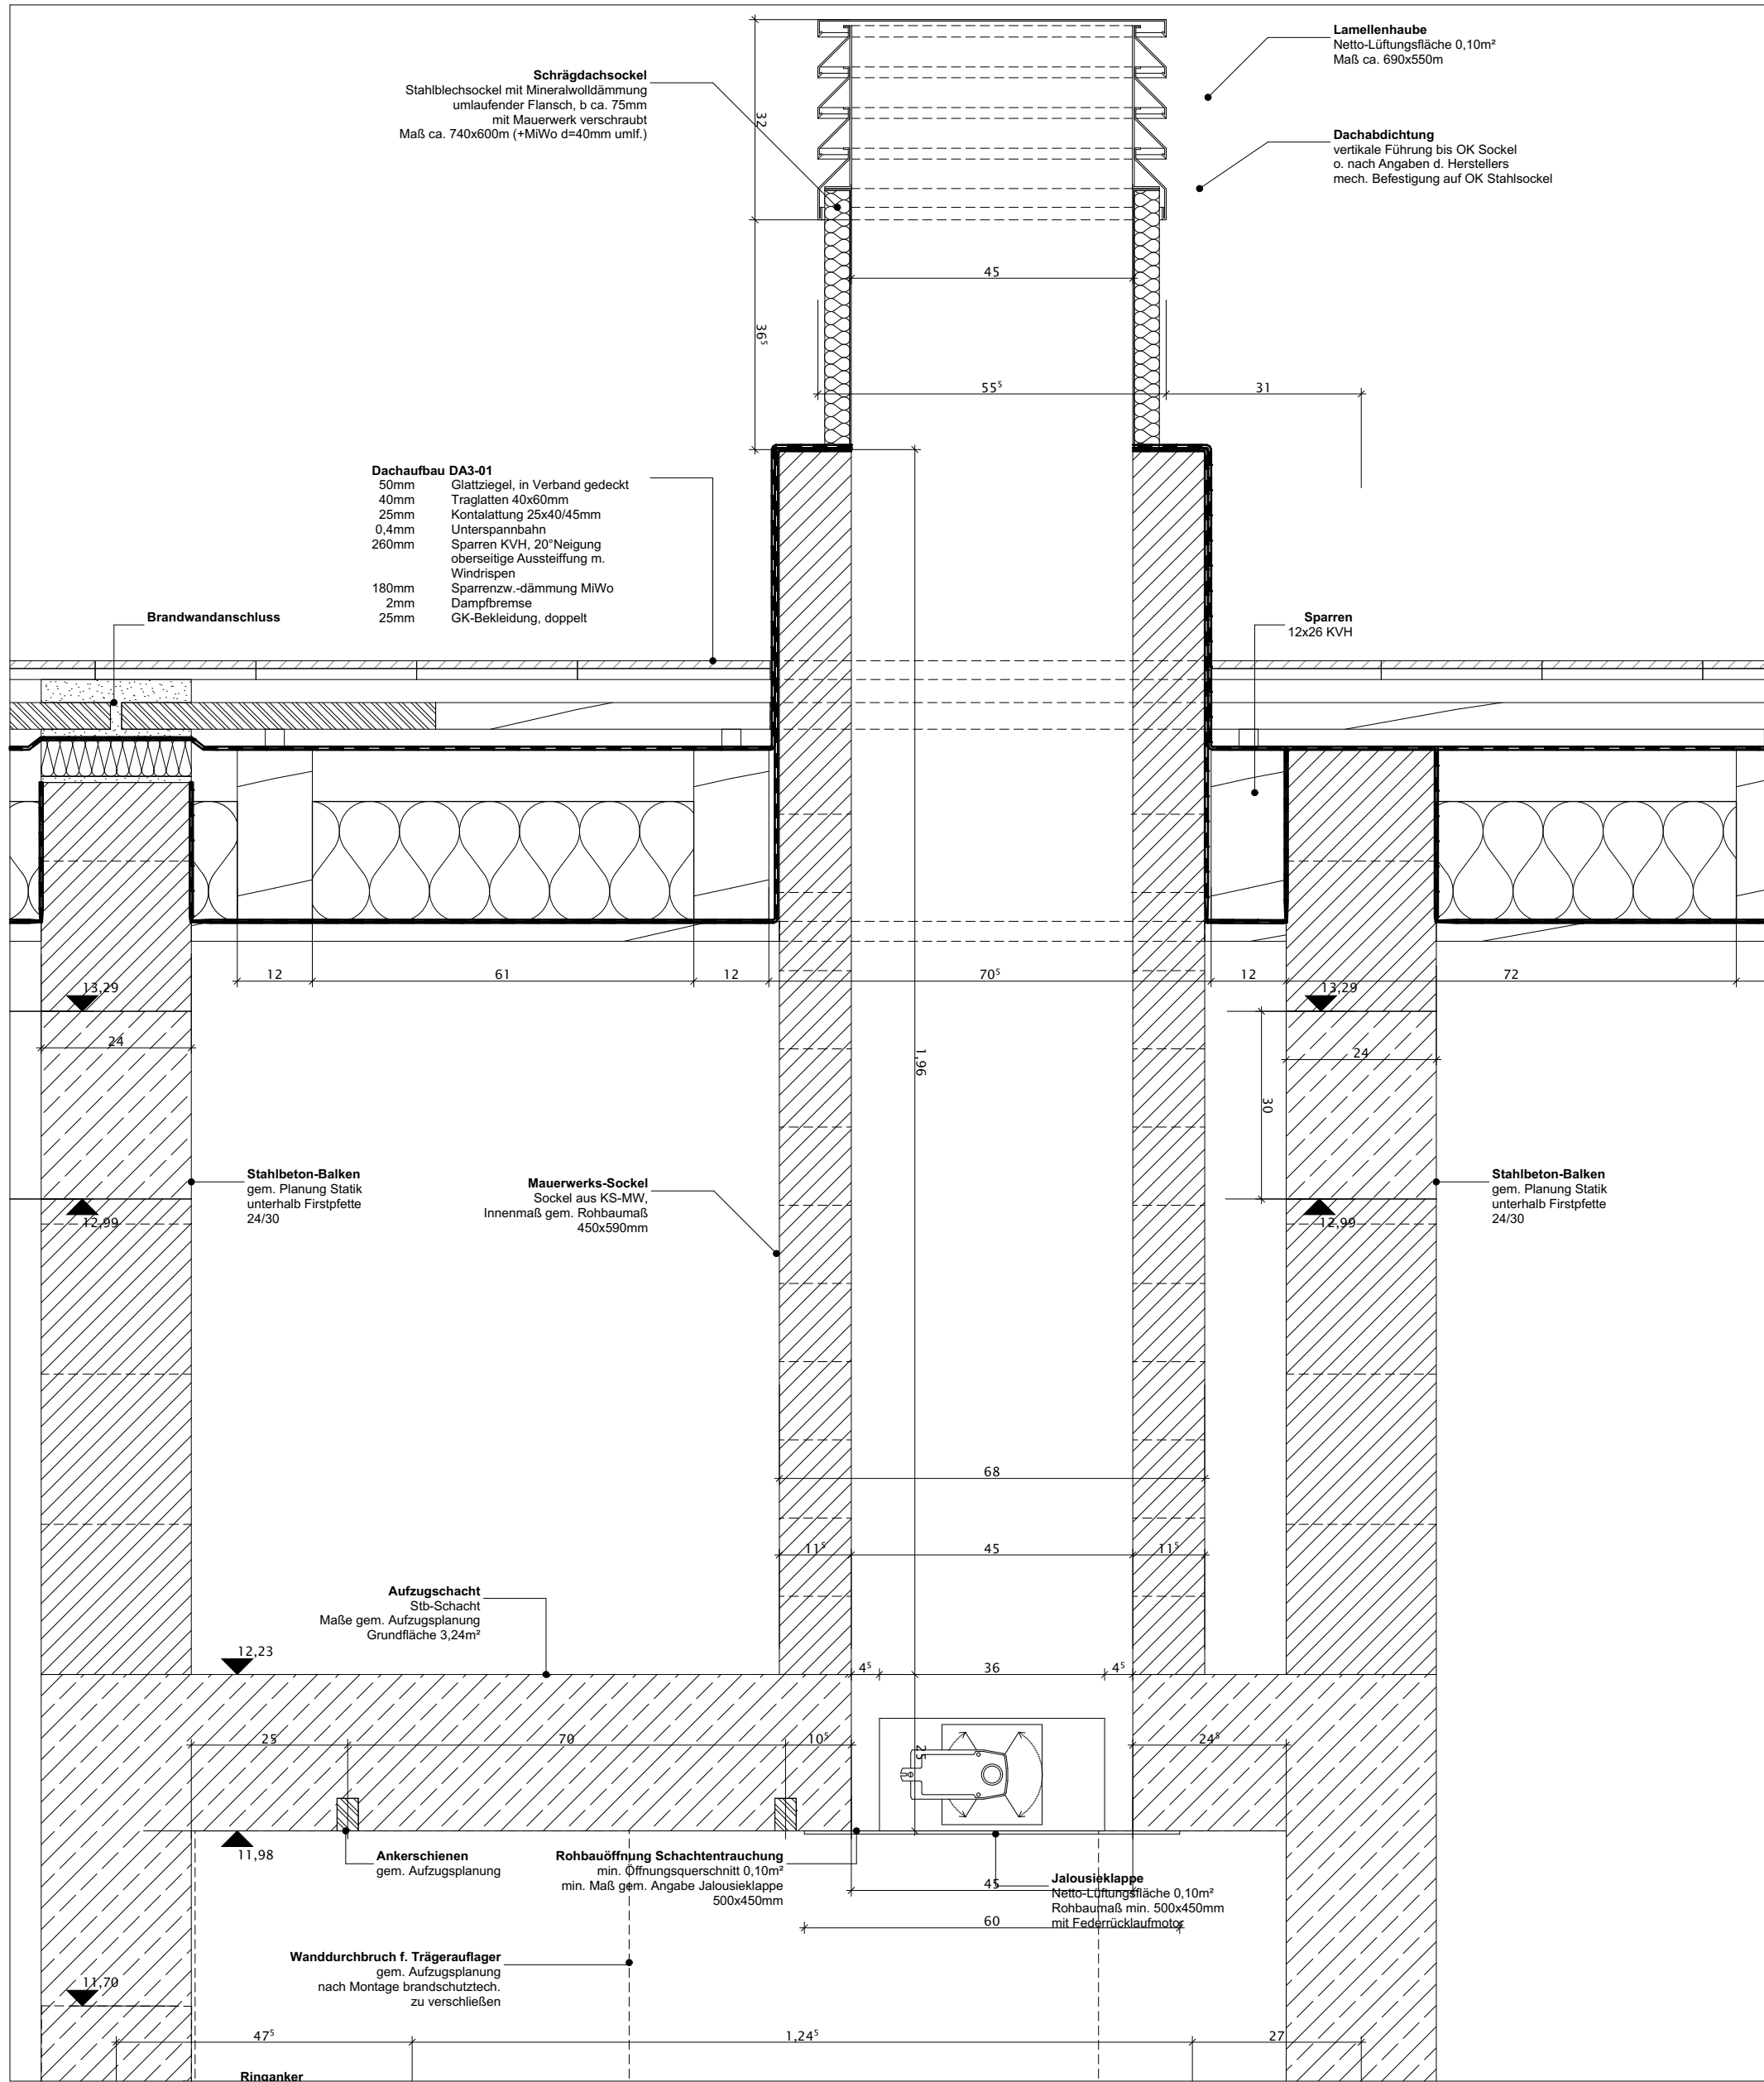 Lamellenhaube
Netto-Lüftungsfläche 0,10m²
Maß ca. 690x550m
Schrägdachsockel
Stahlblechsockel mit Mineralwolldämmung
umlaufender Flansch, b ca. 75mm
mit Mauerwerk verschraubt
Maß ca. 740x600m (+MiWo d=40mm umlf.)
32
Dachabdichtung
vertikale Führung bis OK Sockel
o. nach Angaben d. Herstellers
mech. Befestigung auf OK Stahlsockel
45
36⁵
55⁵
31
Dachaufbau DA3-01
50mm Glattziegel, in Verband gedeckt
40mm Traglatten 40x60mm
25mm Kontalattung 25x40/45mm
0,4mm Unterspannbahn
260mm Sparren KVH, 20°Neigung
oberseitige Aussteiffung m.
Windrispen
180mm Sparrenzw.-dämmung MiWo
2mm Dampfbremse
25mm GK-Bekleidung, doppelt
Brandwandanschluss
Sparren
12x26 KVH
12
61
12
70⁵
12
72
13,29
13,29
24
24
1,96
30
Stahlbeton-Balken
gem. Planung Statik
unterhalb Firstpfette
24/30
Mauerwerks-Sockel
Sockel aus KS-MW,
Innenmaß gem. Rohbaumaß
450x590mm
Stahlbeton-Balken
gem. Planung Statik
unterhalb Firstpfette
24/30
12,99
12,99
68
11⁵
45
11⁵
Aufzugschacht
Stb-Schacht
Maße gem. Aufzugsplanung
Grundfläche 3,24m²
12,23
4⁵
36
4⁵
25
70
10⁵
25
24⁵
11,98
Ankerschienen
gem. Aufzugsplanung
Rohbauöffnung Schachtentrauchung
min. Öffnungsquerschnitt 0,10m²
min. Maß gem. Angabe Jalousieklappe
500x450mm
45
Jalousieklappe
Netto-Lüftungsfläche 0,10m²
Rohbaumaß min. 500x450mm
mit Federrücklaufmotor
60
Wanddurchbruch f. Trägerauflager
gem. Aufzugsplanung
nach Montage brandschutztech.
zu verschließen
11,70
47⁵
1,24⁵
27
Ringanker